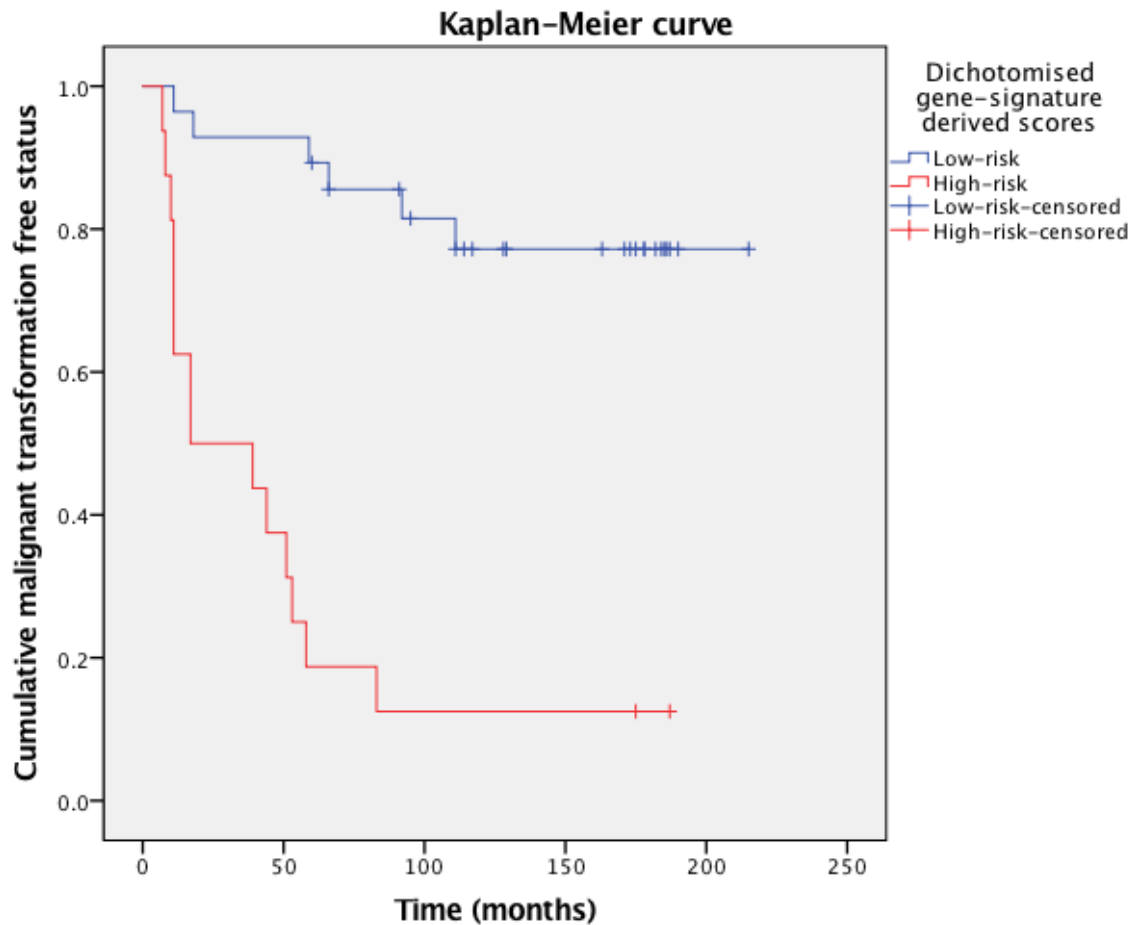 Kaplan-Meier curve
Cumulative malignant transformation free status
1.0
0.8
0.6
0.4
0.2
0.0
0 50 100 150 200 250
Time (months)
Dichotomised
gene-signature
derived scores
Low-risk
High-risk
Low-risk-censored
High-risk-censored